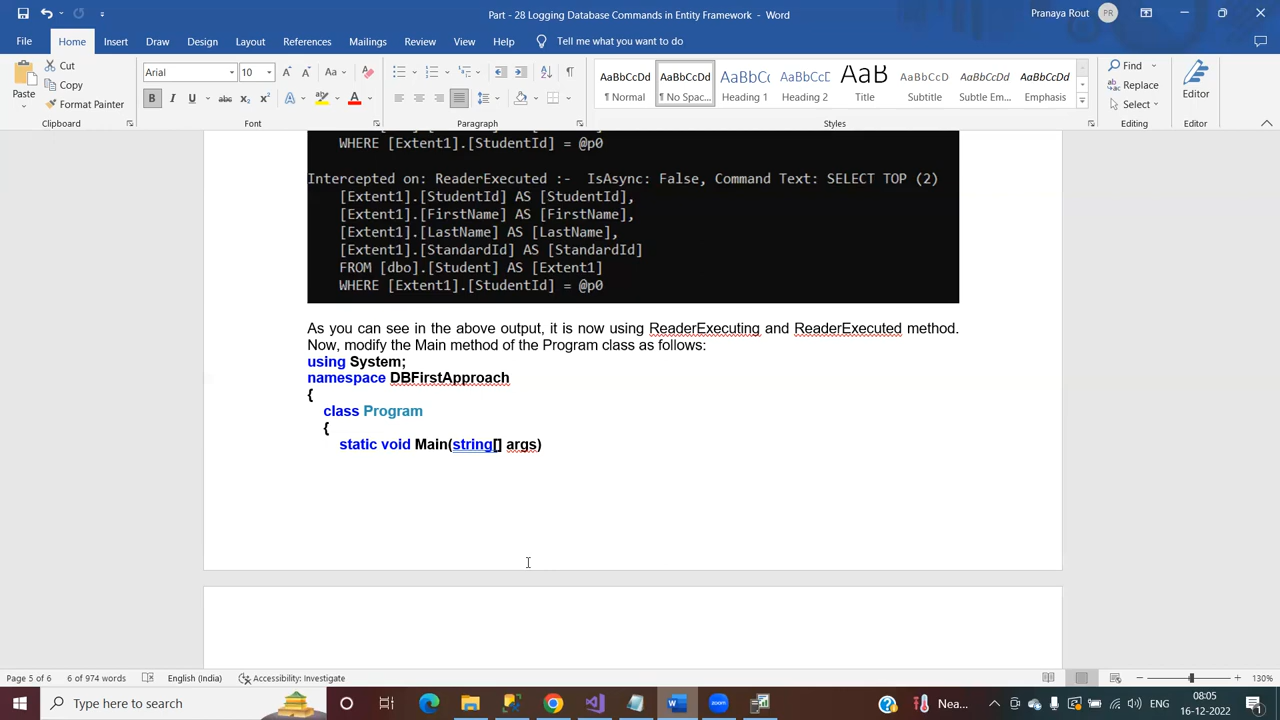 Part - 28 Logging Database Commands in Entity Framework - Word
Pranaya Rout PR
File Home Insert Draw Design Layout References Mailings Review View Help Tell me what you want to do
Paste Cut Copy Format Painter
Arial 10
AaBbCcDd ¶ Normal AaBbCcDd ¶ No Spac... AaBbCc Heading 1 AaBbCcD Heading 2 AaB Title AaBbCcD Subtitle AaBbCcDd Subtle Em... AaBbCcDd Emphasis
Find Replace Select Editor
Clipboard Font Paragraph Styles Editing Editor
WHERE [Extent1].[StudentId] = @p0
Intercepted on: ReaderExecuted :- IsAsync: False, Command Text: SELECT TOP (2)
[Extent1].[StudentId] AS [StudentId],
[Extent1].[FirstName] AS [FirstName],
[Extent1].[LastName] AS [LastName],
[Extent1].[StandardId] AS [StandardId]
FROM [dbo].[Student] AS [Extent1]
WHERE [Extent1].[StudentId] = @p0
As you can see in the above output, it is now using ReaderExecuting and ReaderExecuted method.
Now, modify the Main method of the Program class as follows:
using System;
namespace DBFirstApproach
{
class Program
{
static void Main(string[] args)
Page 5 of 6 6 of 974 words English (India) Accessibility: Investigate 130%
Type here to search Nea... ENG 08:05
16-12-2022